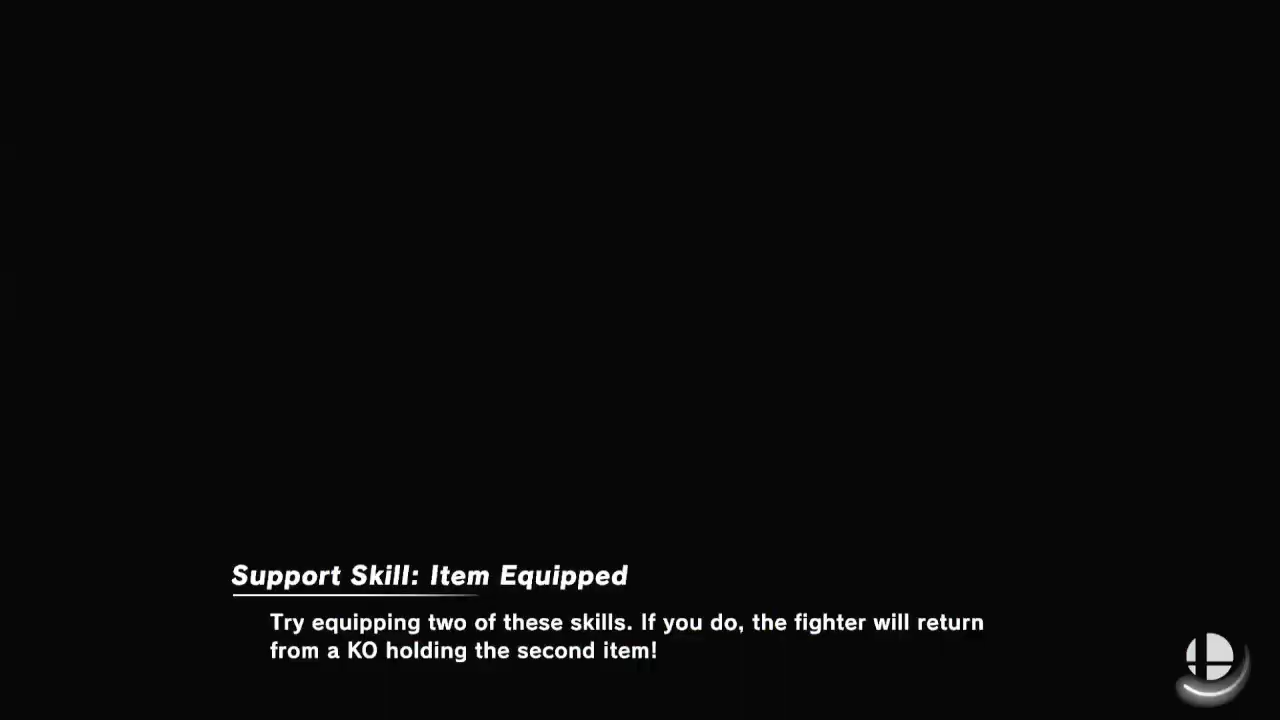 Support Skill: Item Equipped
Try equipping two of these skills. If you do, the fighter will return
from a KO holding the second item!